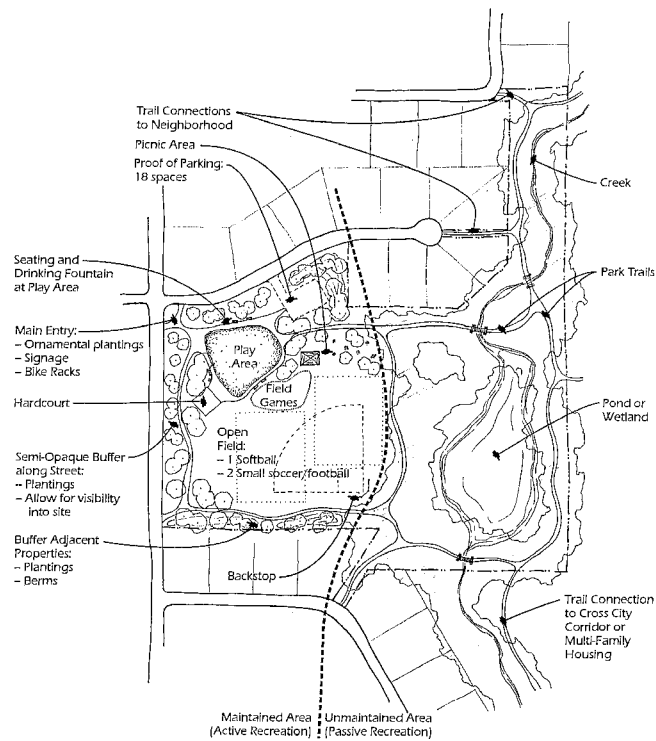 Trail Connections
to Neighborhood
Picnic Area
Proof of Parking:
18 spaces
Creek
Seating and
Drinking Fountain
at Play Area
Park Trails
Main Entry:
– Ornamental plantings
– Signage
– Bike Racks
Play
Area
Hardcourt
Field
Games
Pond or
Wetland
Open
Field:
– 1 Softball
– 2 Small soccer/football
Semi-Opaque Buffer
along Street:
– Plantings
– Allow for visibility
into site
Buffer Adjacent
Properties:
– Plantings
– Berms
Backstop
Trail Connection
to Cross City
Corridor or
Multi-Family
Housing
Maintained Area
(Active Recreation)
Unmaintained Area
(Passive Recreation)